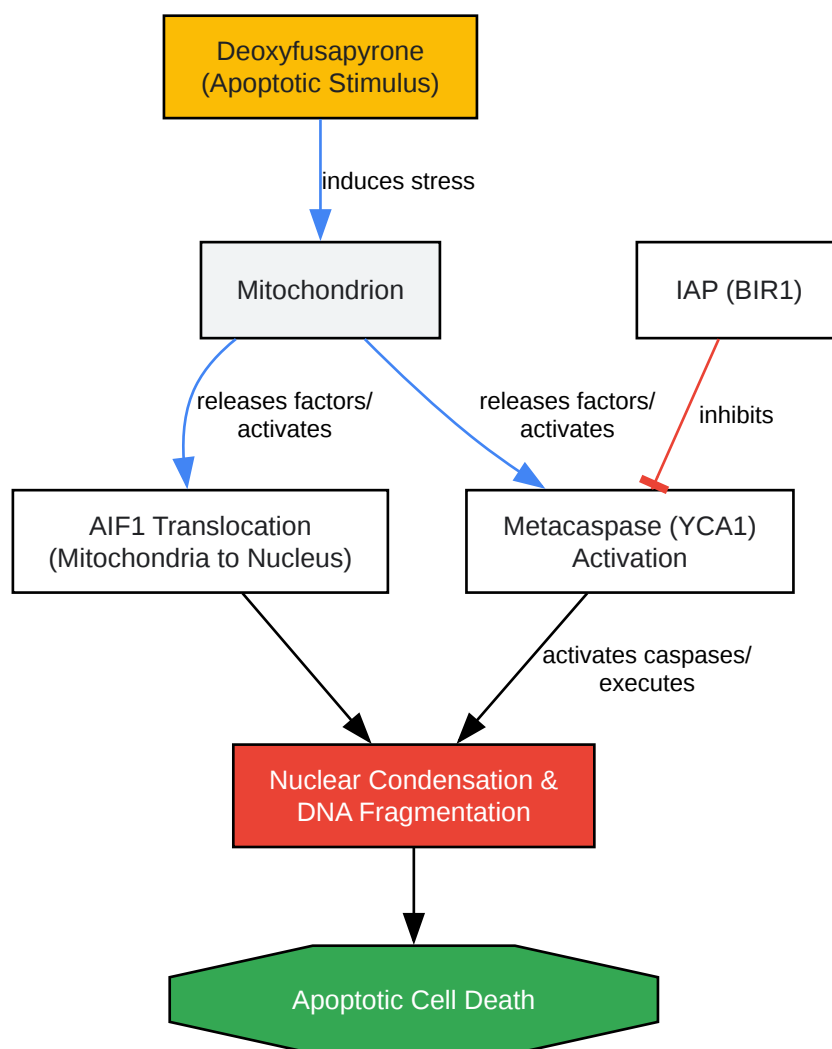 Deoxyfusapyrone
(Apoptotic Stimulus)
induces stress
Mitochondrion
IAP (BIR1)
releases factors/
activates
releases factors/
activates
inhibits
AIF1 Translocation
(Mitochondria to Nucleus)
Metacaspase (YCA1)
Activation
activates caspases/
executes
Nuclear Condensation &
DNA Fragmentation
Apoptotic Cell Death